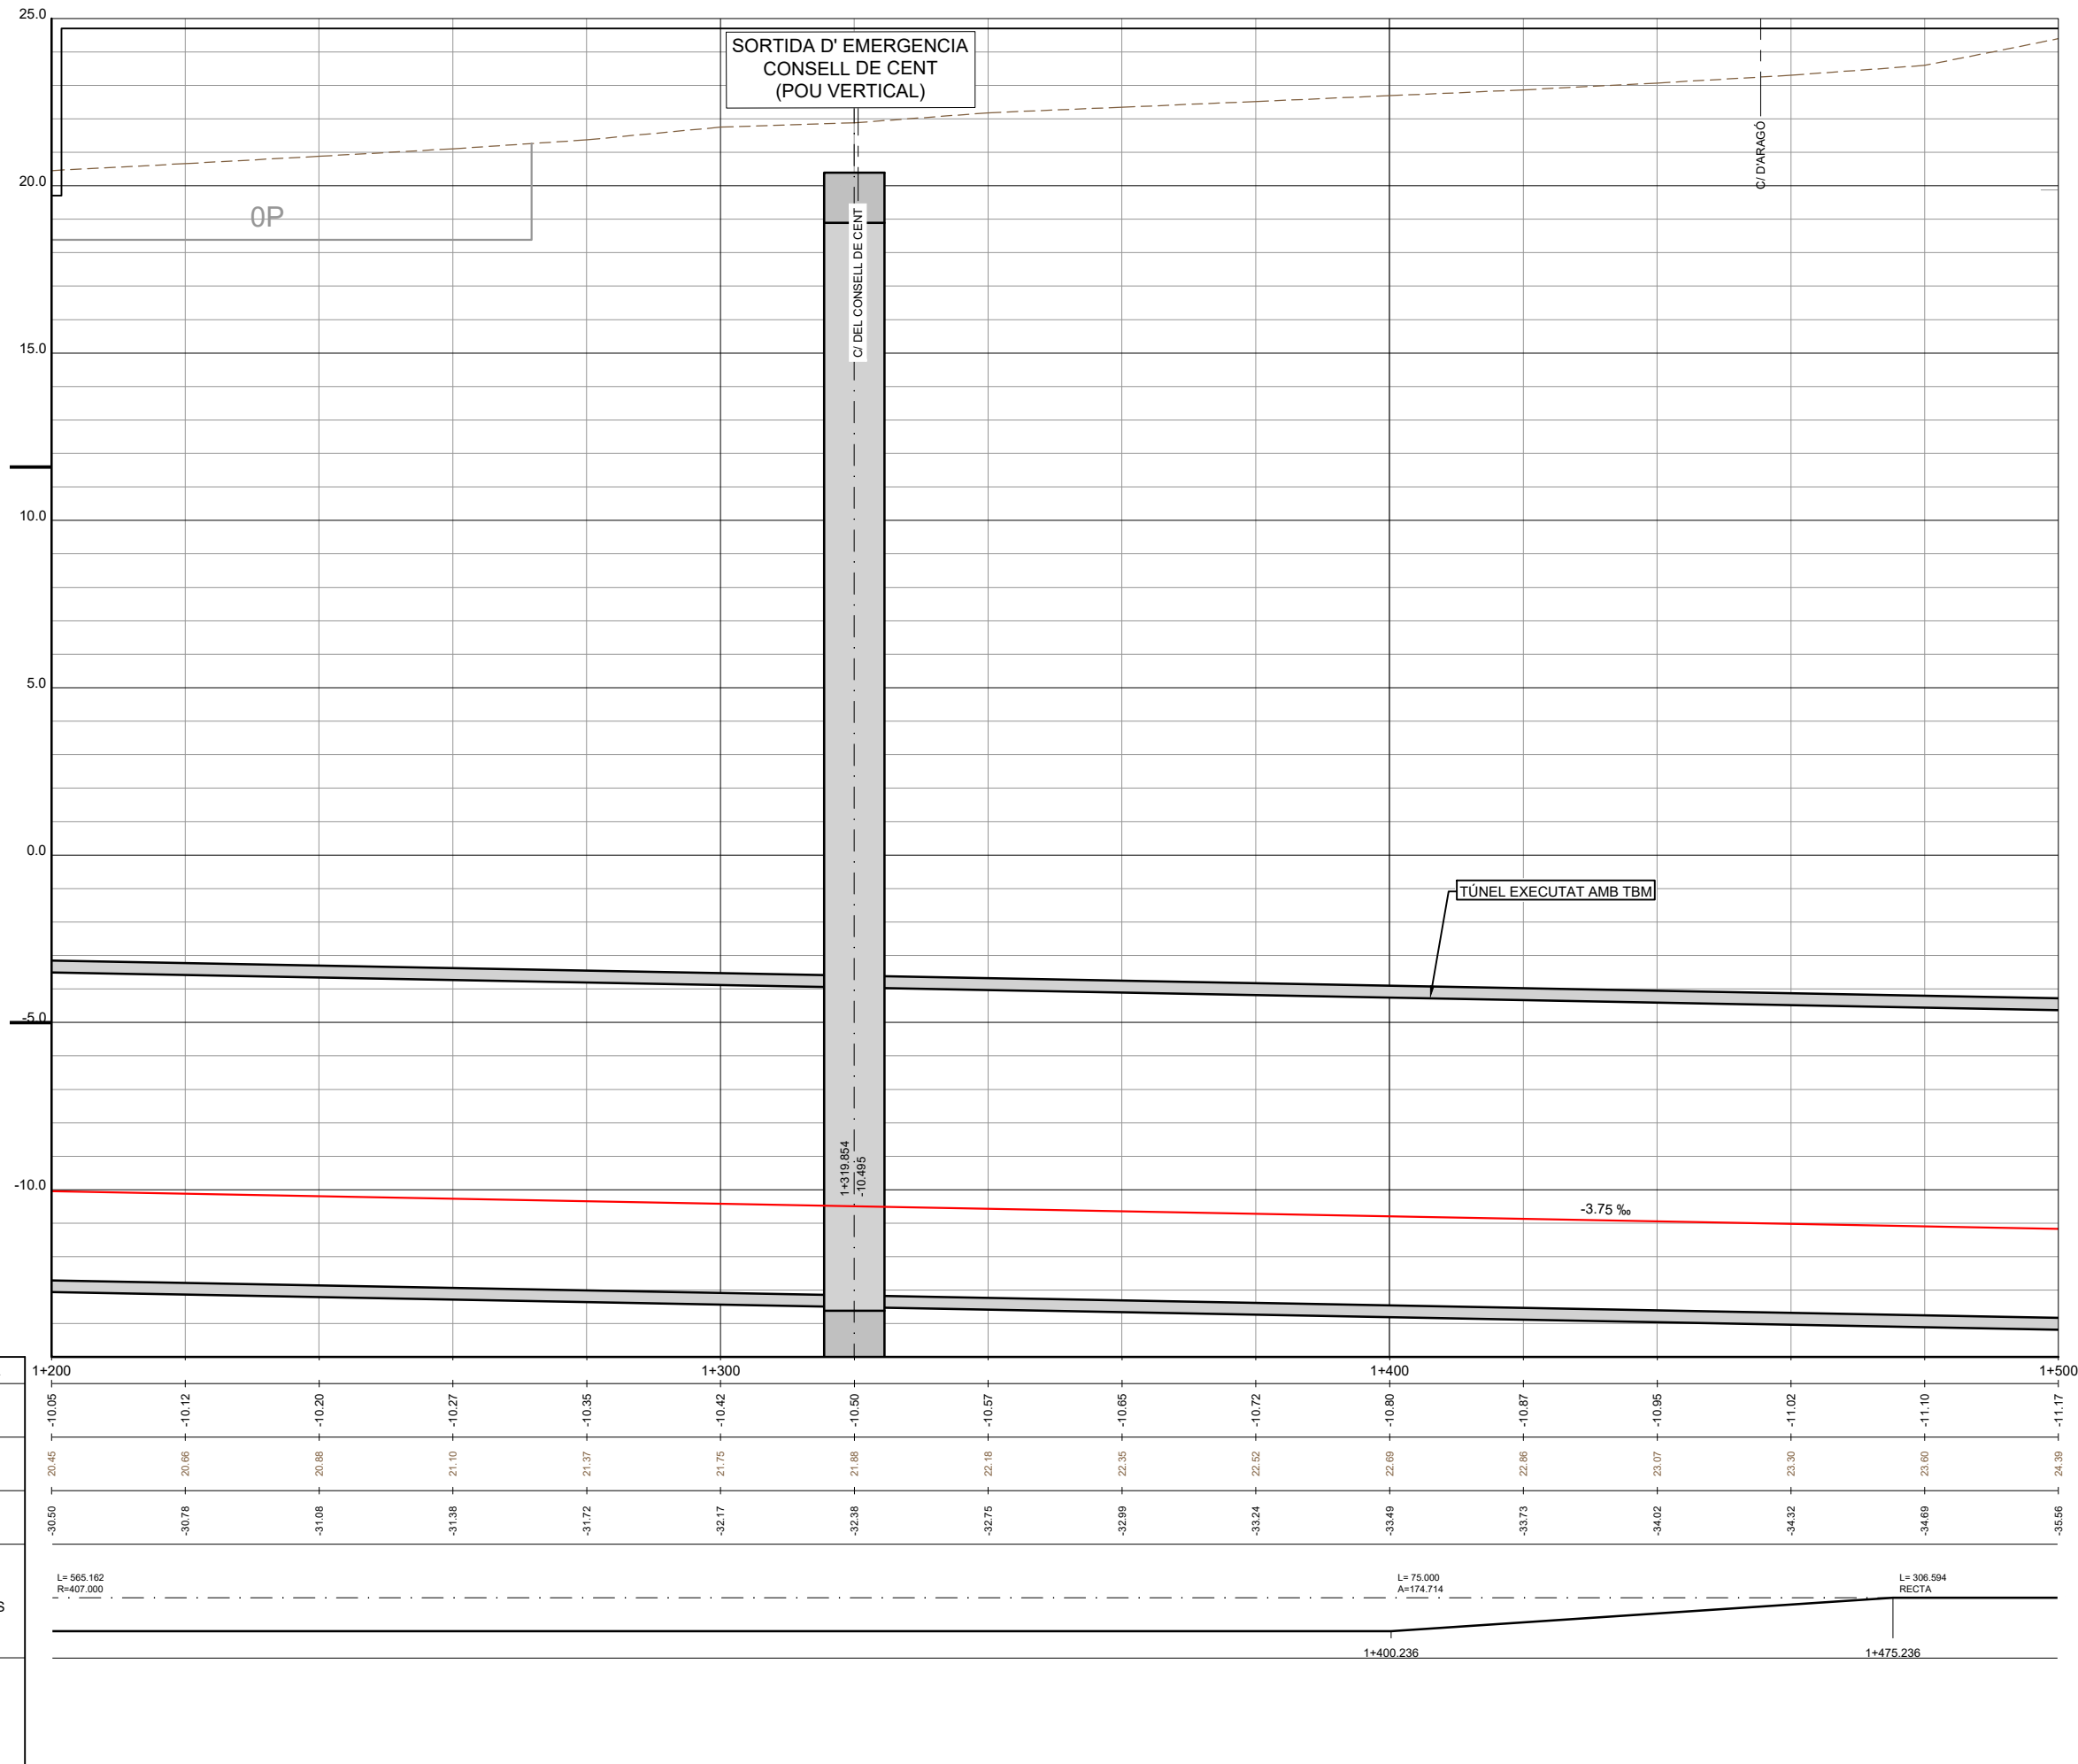 25.0
SORTIDA D' EMERGENCIA
CONSELL DE CENT
(POU VERTICAL)
C/ D'ARAGÓ
20.0
0P
C/ DEL CONSELL DE CENT
15.0
10.0
5.0
0.0
TÚNEL EXECUTAT AMB TBM
-5.0
1+319.854
-10.495
-10.0
-3.75 ‰
1+200 1+300 1+400 1+500
-10.05 -10.12 -10.20 -10.27 -10.35 -10.42 -10.50 -10.57 -10.65 -10.72 -10.80 -10.87 -10.95 -11.02 -11.10 -11.17
20.45 20.66 20.88 21.10 21.37 21.75 21.88 22.18 22.35 22.52 22.69 22.86 23.07 23.30 23.60 24.39
-30.50 -30.78 -31.08 -31.38 -31.72 -32.17 -32.38 -32.75 -32.99 -33.24 -33.49 -33.73 -34.02 -34.32 -34.69 -35.56
L= 565.162 L= 75.000 L= 306.594
R=407.000 A=174.714 RECTA
S
1+400.236 1+475.236